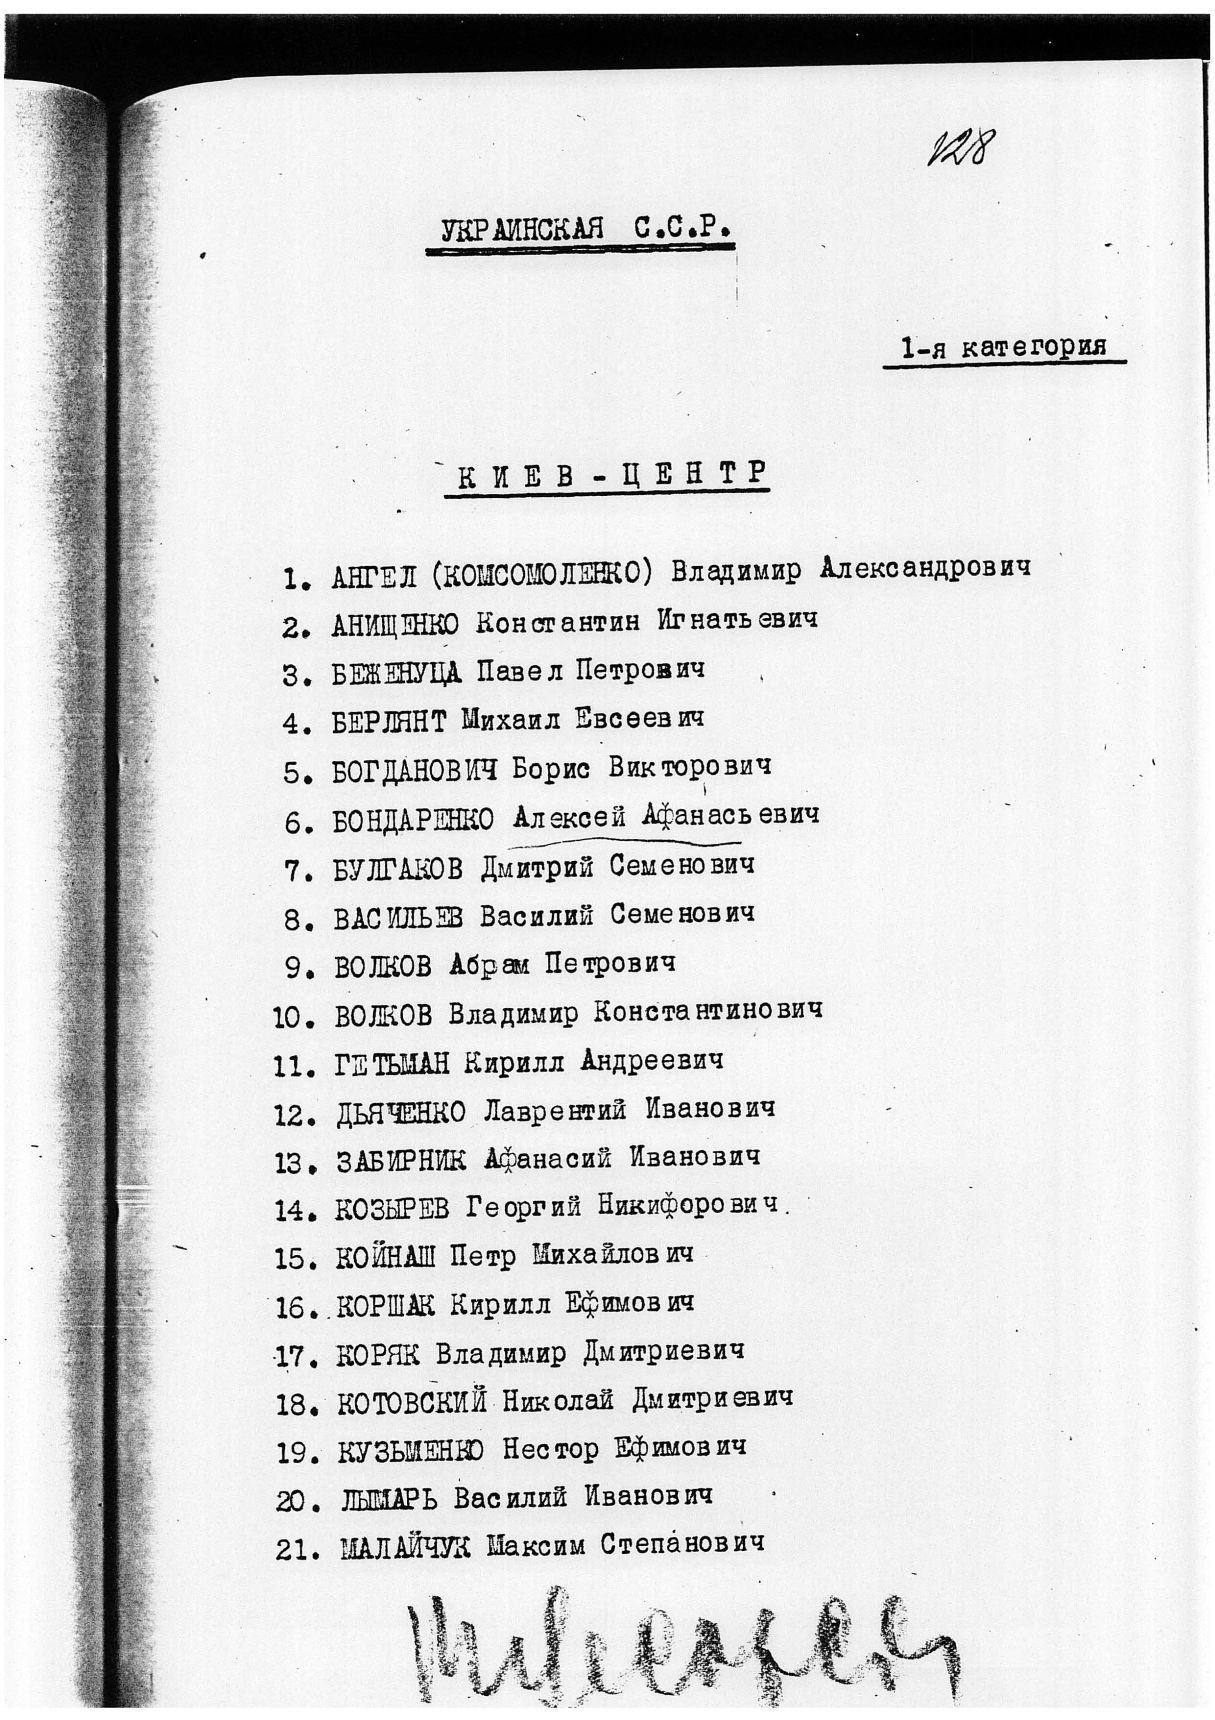 128
УКРАИНСКАЯ С.С.Р.
1-я категория
КИЕВ-ЦЕНТР
1. АНГЕЛ (КОМСОМОЛЕНКО) Владимир Александрович
2. АНИЩЕНКО Константин Игнатьевич
3. БЕЖЕНУЦА Павел Петрович
4. БЕРЛЯНТ Михаил Евсеевич
5. БОГДАНОВИЧ Борис Викторович
6. БОНДАРЕНКО Алексей Афанасьевич
7. БУЛГАКОВ Дмитрий Семенович
8. ВАСИЛЬЕВ Василий Семенович
9. ВОЛКОВ Абрам Петрович
10. ВОЛКОВ Владимир Константинович
11. ГЕТЬМАН Кирилл Андреевич
12. ДЬЯЧЕНКО Лаврентий Иванович
13. ЗАБИРНИК Афанасий Иванович
14. КОЗЫРЕВ Георгий Никифорович
15. КОЙНАШ Петр Михайлович
16. КОРШАК Кирилл Ефимович
17. КОРЯК Владимир Дмитриевич
18. КОТОВСКИЙ Николай Дмитриевич
19. КУЗЬМЕНКО Нестор Ефимович
20. ЛЫМАРЬ Василий Иванович
21. МАЛАЙЧУК Максим Степанович